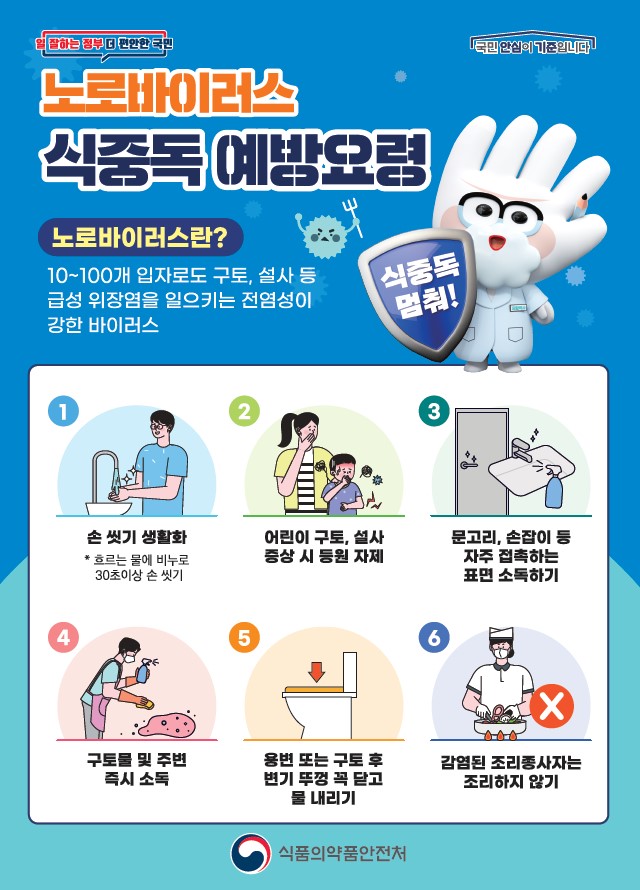 일 잘하는 정부 더 편안한 국민
국민 안심이 기준입니다
노로바이러스
식중독 예방요령
노로바이러스란?
10~100개 입자로도 구토, 설사 등
급성 위장염을 일으키는 전염성이
강한 바이러스
식중독
멈춰!
1
손 씻기 생활화
* 흐르는 물에 비누로
30초이상 손 씻기
2
어린이 구토, 설사
증상 시 등원 자제
3
문고리, 손잡이 등
자주 접촉하는
표면 소독하기
4
구토물 및 주변
즉시 소독
5
용변 또는 구토 후
변기 뚜껑 꼭 닫고
물 내리기
6
감염된 조리종사자는
조리하지 않기
식품의약품안전처